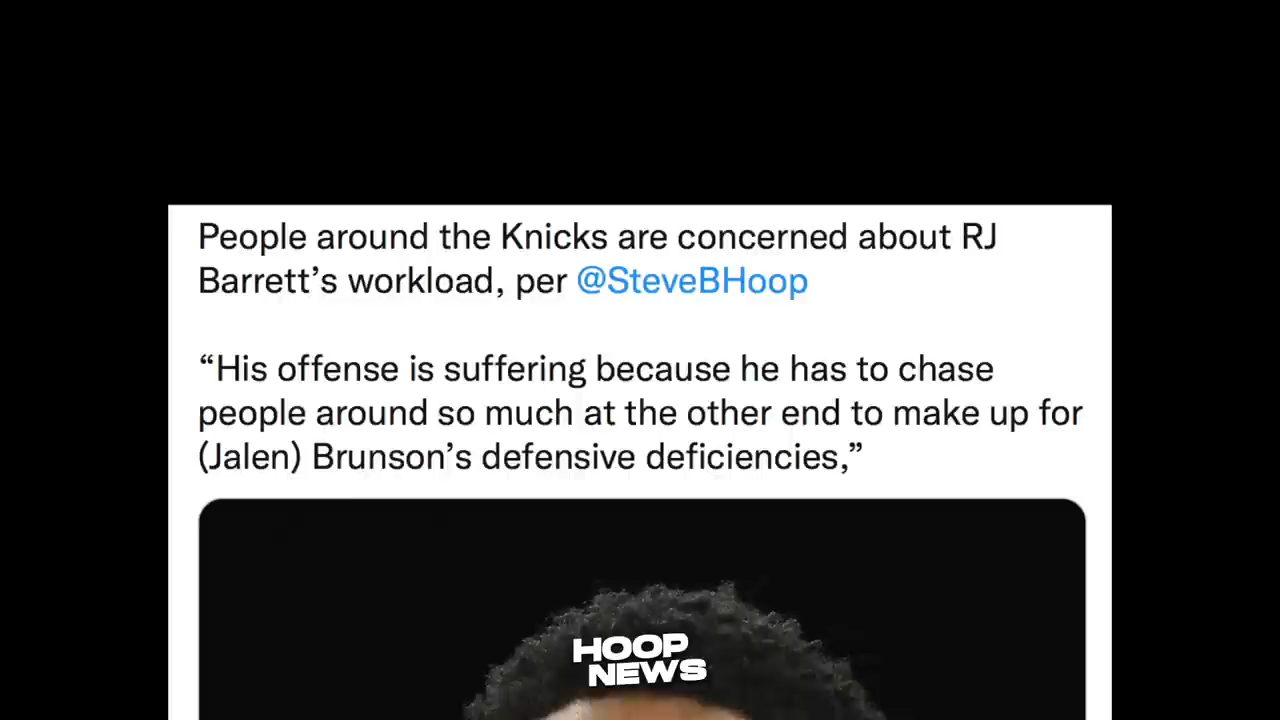 People around the Knicks are concerned about RJ
Barrett’s workload, per @SteveBHoop
“His offense is suffering because he has to chase
people around so much at the other end to make up for
(Jalen) Brunson’s defensive deficiencies,”
HOOP
NEWS